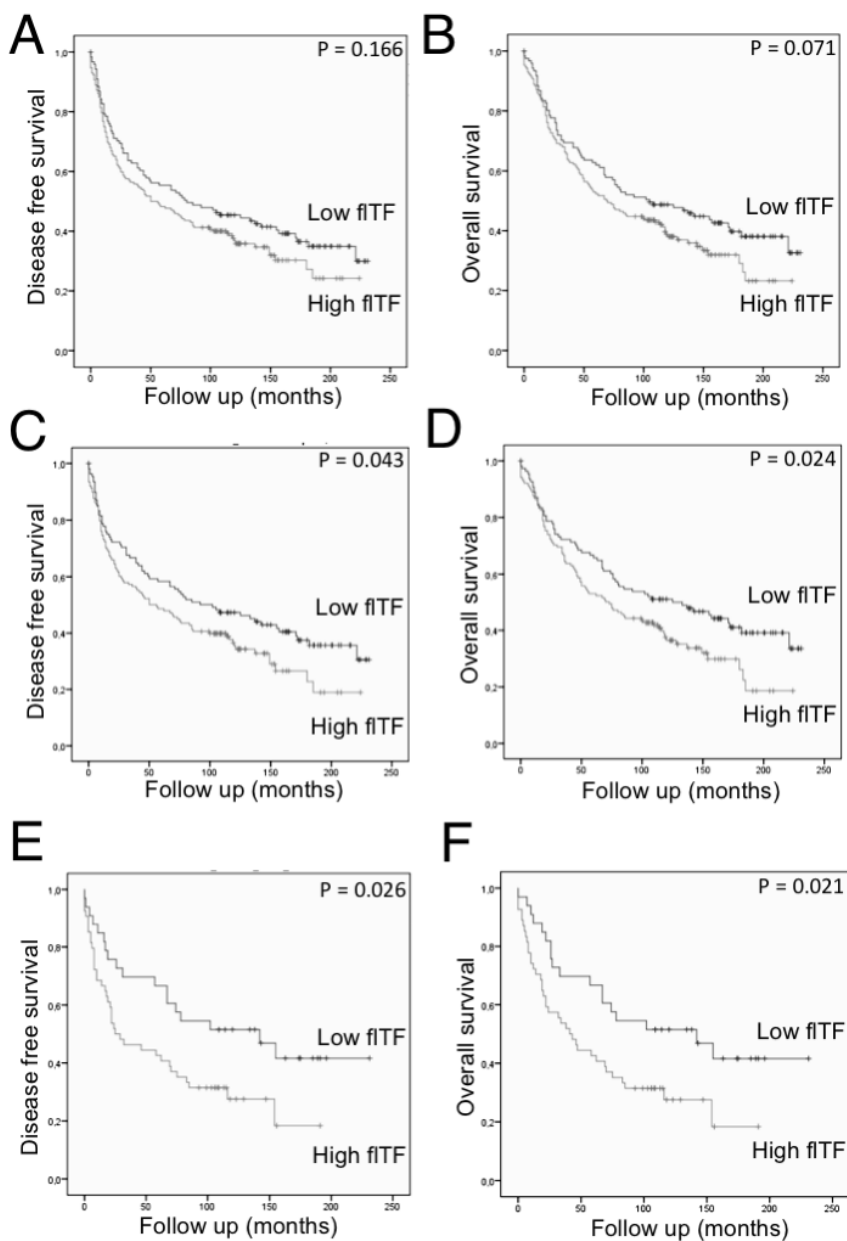 A
P = 0.166
Disease free survival
1,0
0,8
0,6
0,4
0,2
0,0
Low flTF
High flTF
0 50 100 150 200 250
Follow up (months)
B
P = 0.071
Overall survival
1,0
0,8
0,6
0,4
0,2
0,0
Low flTF
High flTF
0 50 100 150 200 250
Follow up (months)
C
P = 0.043
Disease free survival
1,0
0,8
0,6
0,4
0,2
0,0
Low flTF
High flTF
0 50 100 150 200 250
Follow up (months)
D
P = 0.024
Overall survival
1,0
0,8
0,6
0,4
0,2
0,0
Low flTF
High flTF
0 50 100 150 200 250
Follow up (months)
E
P = 0.026
Disease free survival
1,0
0,8
0,6
0,4
0,2
0,0
Low flTF
High flTF
0 50 100 150 200 250
Follow up (months)
F
P = 0.021
Overall survival
1,0
0,8
0,6
0,4
0,2
0,0
Low flTF
High flTF
0 50 100 150 200 250
Follow up (months)